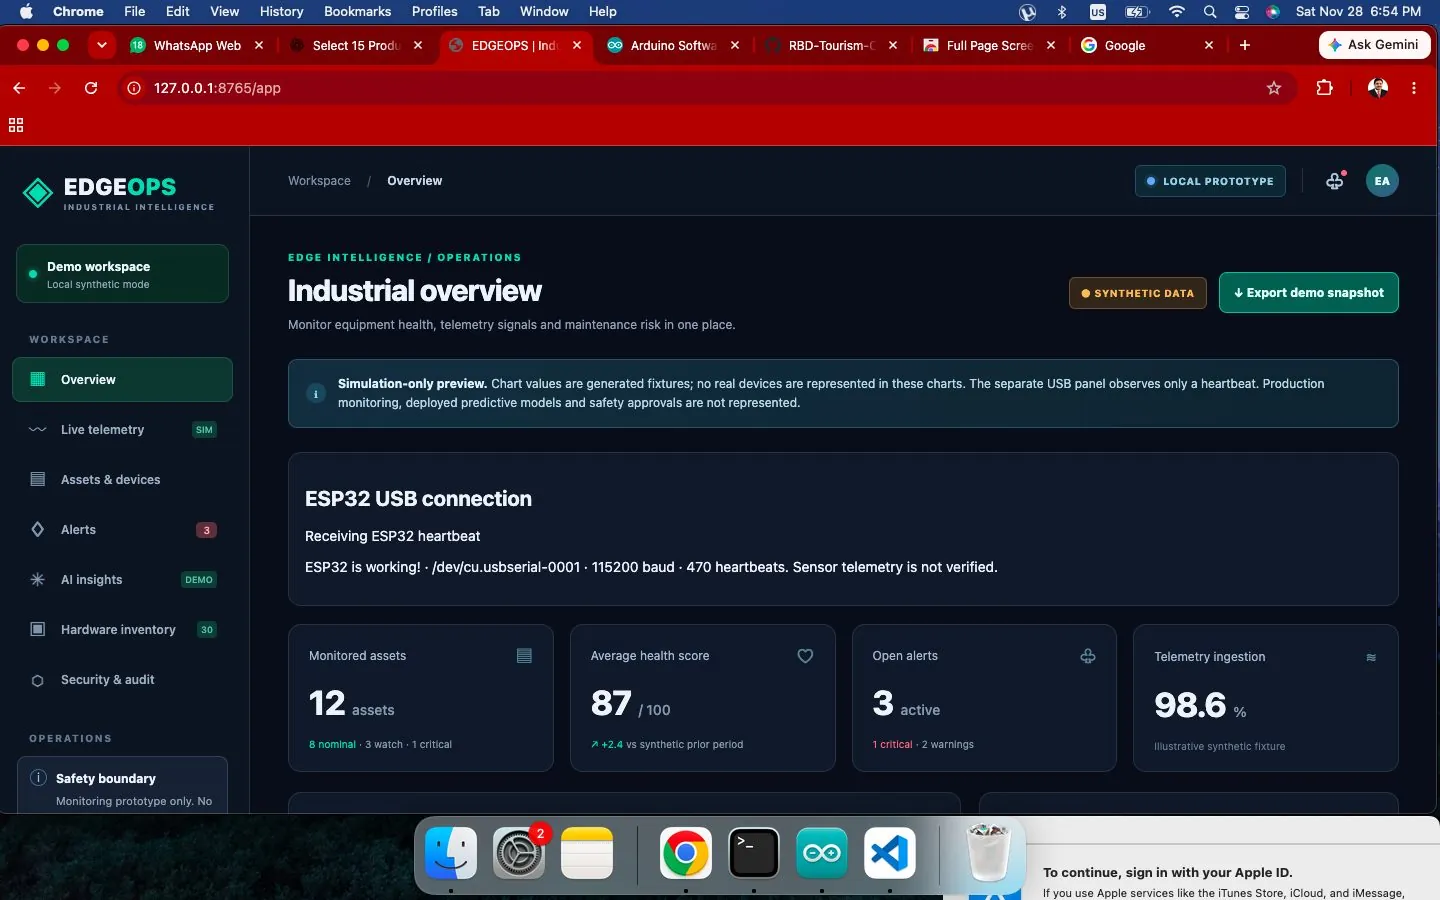 Chrome File Edit View History Bookmarks Profiles Tab Window Help US Sat Nov 28 6:54 PM
18 WhatsApp Web Select 15 Produ EDGEOPS | Ind Arduino Softwa RBD-Tourism-C Full Page Scree Google Ask Gemini
127.0.0.1:8765/app
EDGEOPS
INDUSTRIAL INTELLIGENCE
Demo workspace
Local synthetic mode
WORKSPACE
Overview
Live telemetry SIM
Assets & devices
Alerts 3
AI insights DEMO
Hardware inventory 30
Security & audit
OPERATIONS
Safety boundary
Monitoring prototype only. No
Workspace / Overview
LOCAL PROTOTYPE
EA
EDGE INTELLIGENCE / OPERATIONS
Industrial overview
Monitor equipment health, telemetry signals and maintenance risk in one place.
SYNTHETIC DATA
↓ Export demo snapshot
Simulation-only preview. Chart values are generated fixtures; no real devices are represented in these charts. The separate USB panel observes only a heartbeat. Production
monitoring, deployed predictive models and safety approvals are not represented.
ESP32 USB connection
Receiving ESP32 heartbeat
ESP32 is working! · /dev/cu.usbserial-0001 · 115200 baud · 470 heartbeats. Sensor telemetry is not verified.
Monitored assets
12 assets
8 nominal · 3 watch · 1 critical
Average health score
87 / 100
↗ +2.4 vs synthetic prior period
Open alerts
3 active
1 critical · 2 warnings
Telemetry ingestion
98.6 %
Illustrative synthetic fixture
2
To continue, sign in with your Apple ID.
If you use Apple services like the iTunes Store, iCloud, and iMessage,